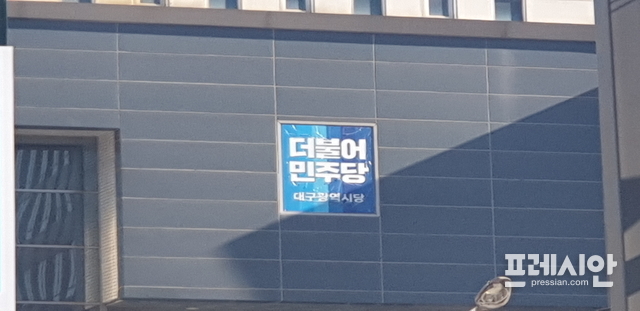 더불어
민주당
대구광역시당
프레시안
pressian.com